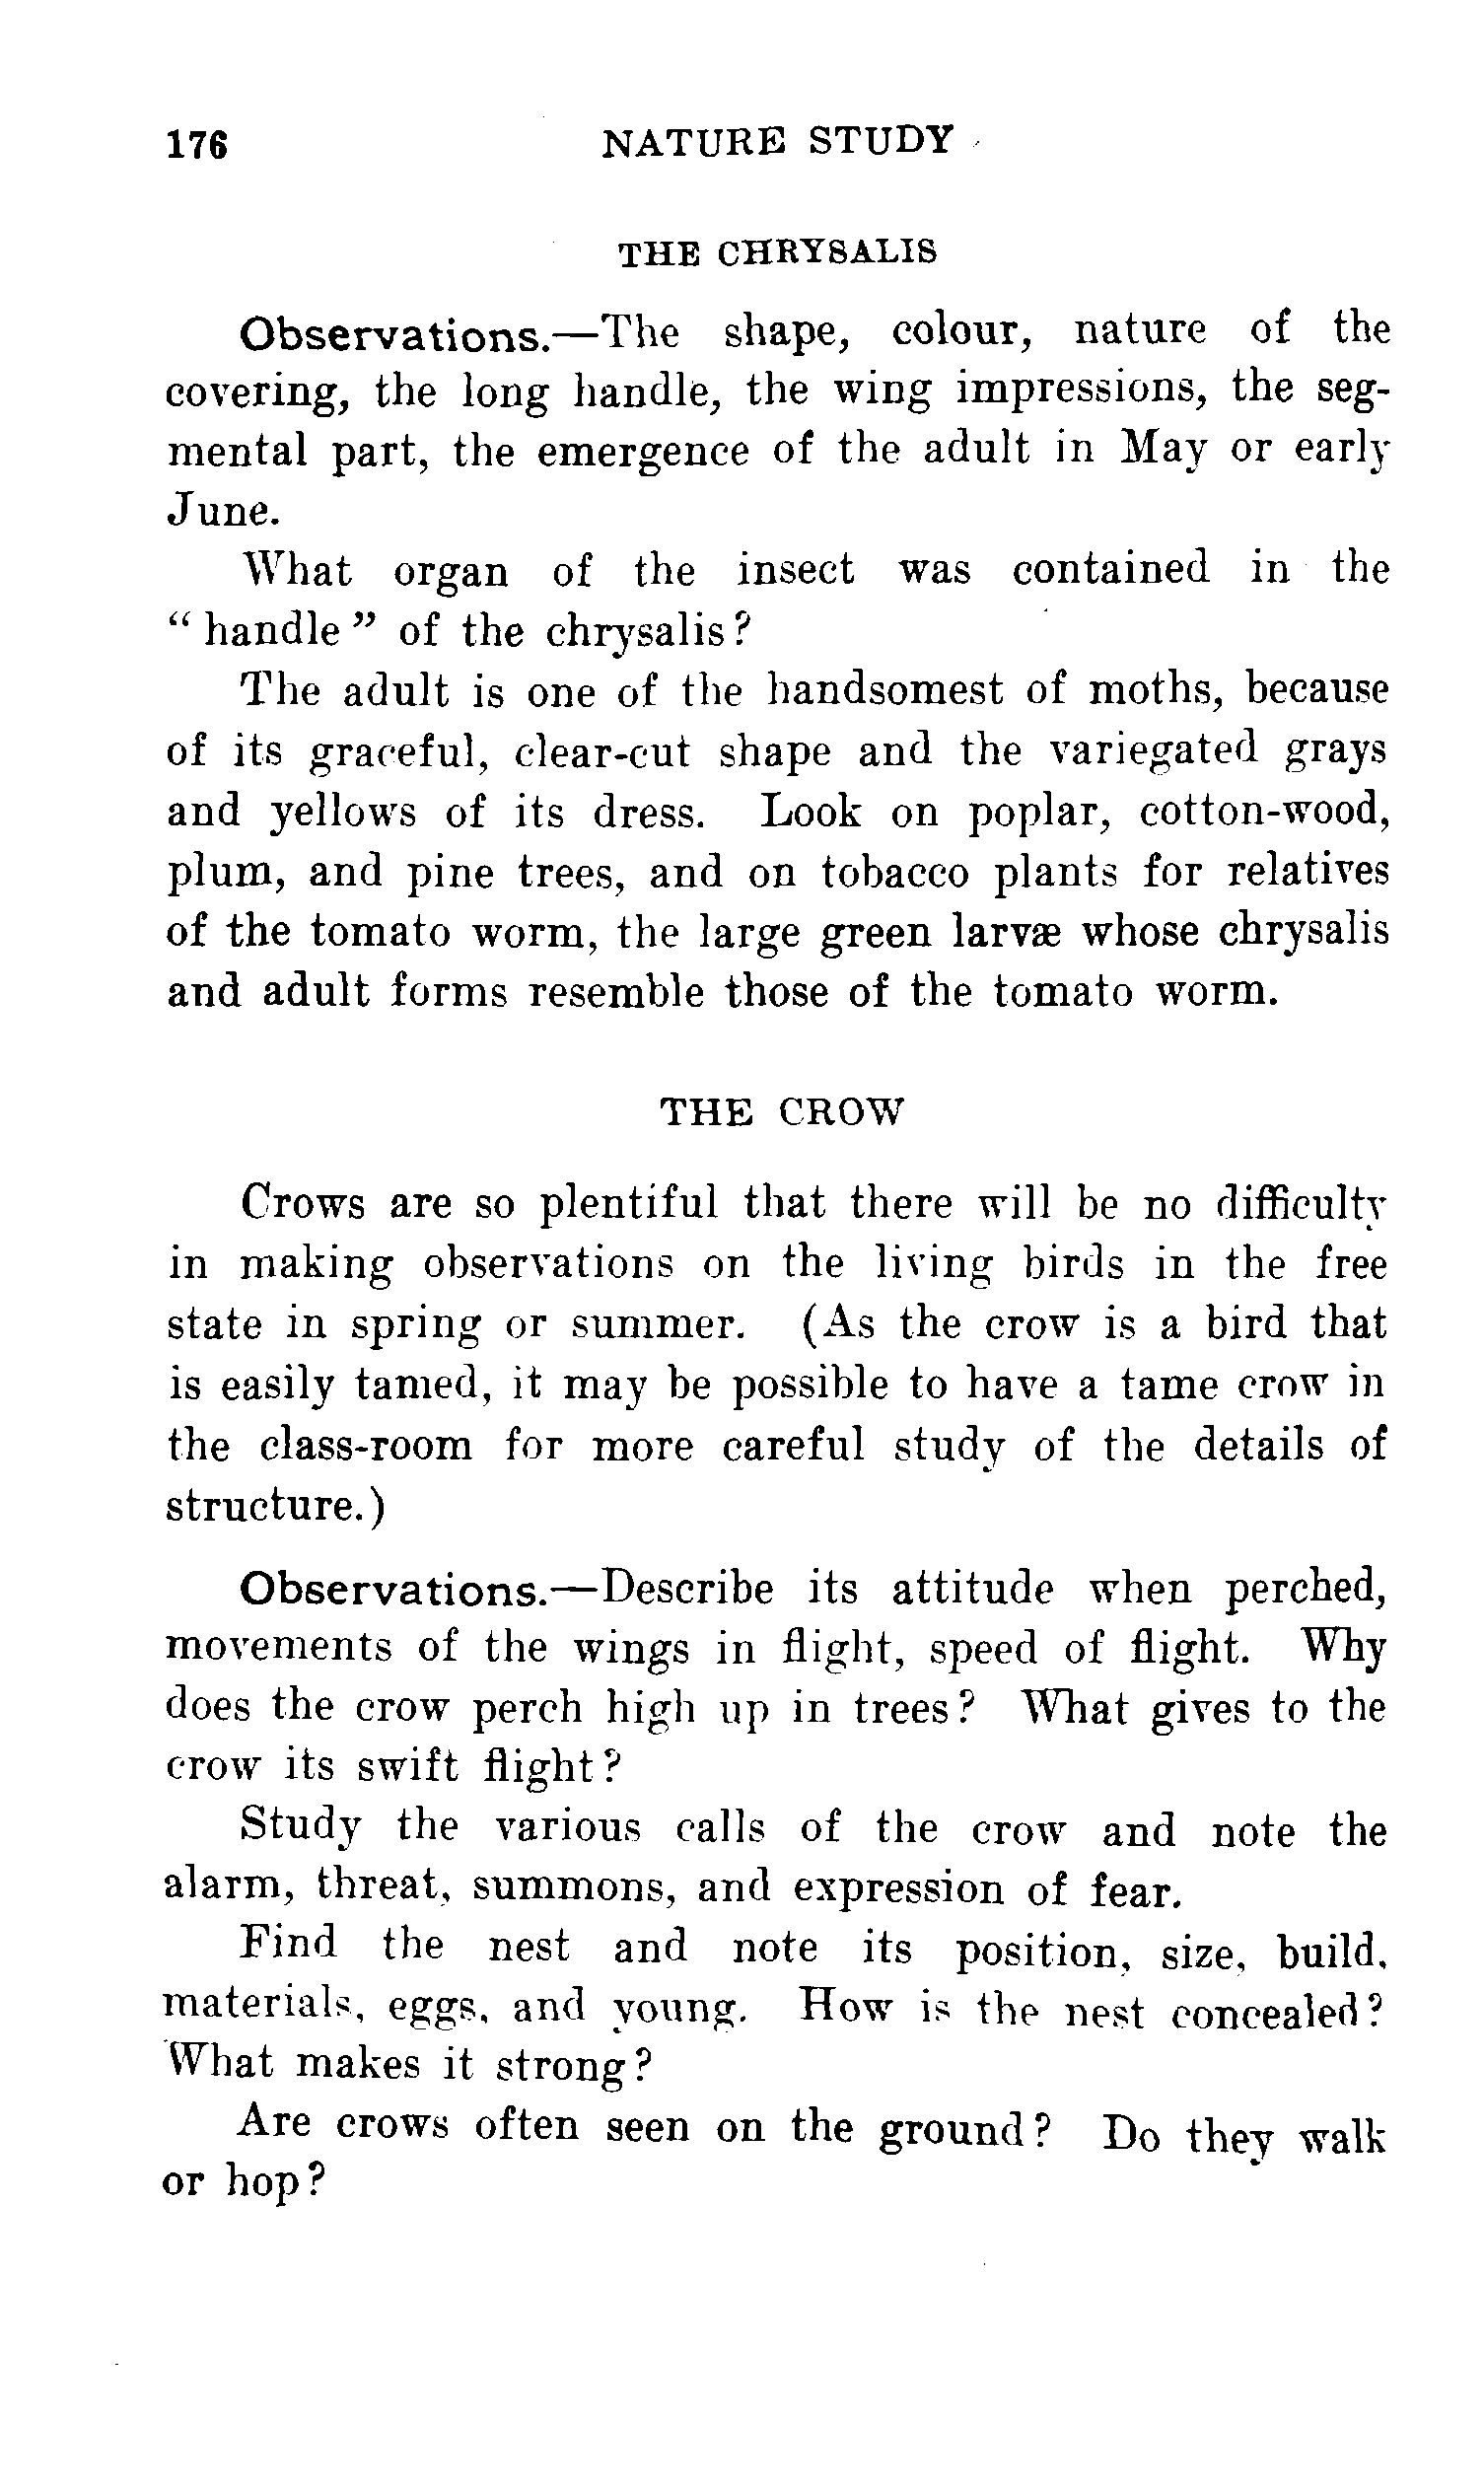 176 NATURE STUDY
THE CHRYSALIS
Observations.—The shape, colour, nature of the
covering, the long handle, the wing impressions, the seg-
mental part, the emergence of the adult in May or early
June.
What organ of the insect was contained in the
“ handle ” of the chrysalis?
The adult is one of the handsomest of moths, because
of its graceful, clear-cut shape and the variegated grays
and yellows of its dress. Look on poplar, cotton-wood,
plum, and pine trees, and on tobacco plants for relatives
of the tomato worm, the large green larvæ whose chrysalis
and adult forms resemble those of the tomato worm.
THE CROW
Crows are so plentiful that there will be no difficulty
in making observations on the living birds in the free
state in spring or summer. (As the crow is a bird that
is easily tamed, it may be possible to have a tame crow in
the class-room for more careful study of the details of
structure.)
Observations.—Describe its attitude when perched,
movements of the wings in flight, speed of flight. Why
does the crow perch high up in trees? What gives to the
crow its swift flight?
Study the various calls of the crow and note the
alarm, threat, summons, and expression of fear.
Find the nest and note its position, size, build,
materials, eggs, and young. How is the nest concealed?
What makes it strong?
Are crows often seen on the ground? Do they walk
or hop?